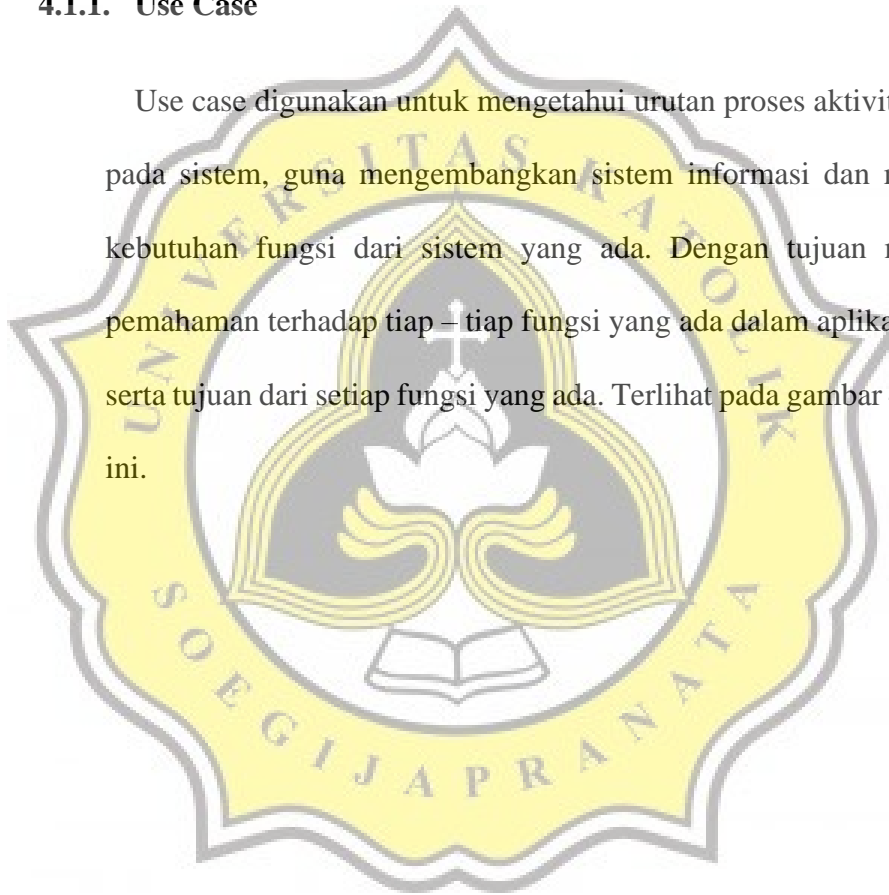 4.1.1. Use Case
Use case digunakan untuk mengetahui urutan proses
pada sistem, guna mengembangkan sistem informasi dan
kebutuhan fungsi dari sistem yang ada. Dengan tujuan
pemahaman terhadap tiap – tiap fungsi yang ada dalam
serta tujuan dari setiap fungsi yang ada. Terlihat pada gambar
ini.
UNIVERSITAS KATOLIK
SOEGIJAPRANATA